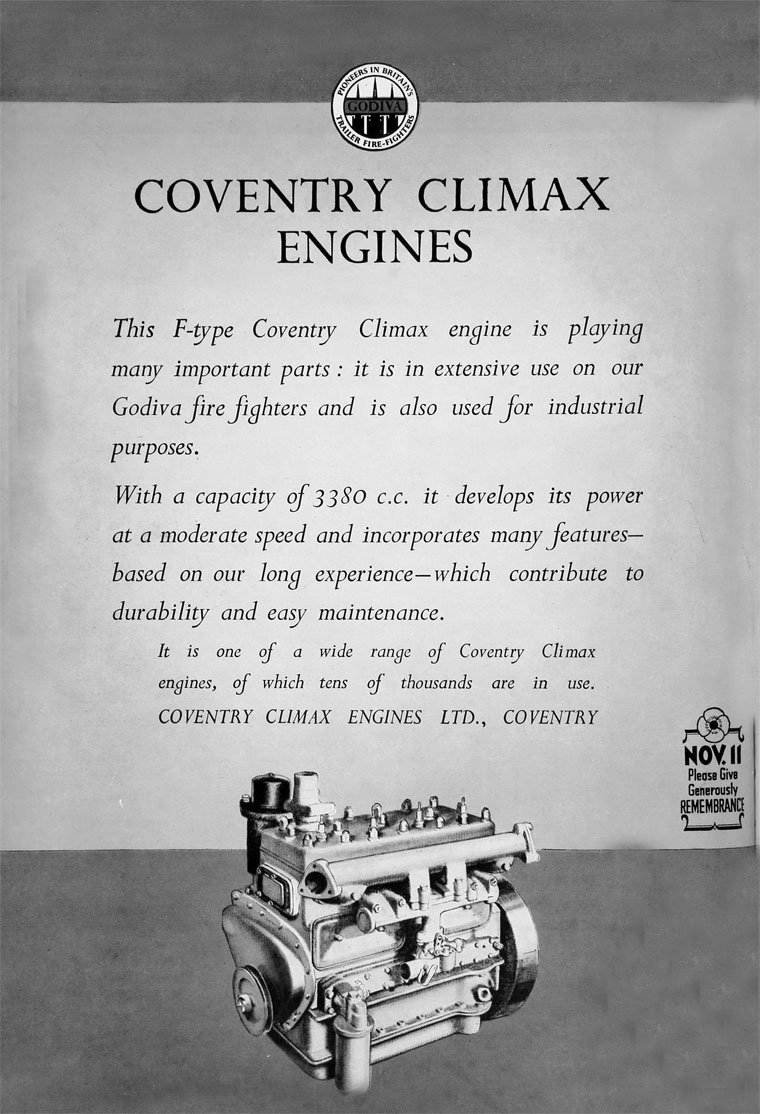 PIONEERS IN BRITAIN'S
GODIVA
TRAILER FIRE-FIGHTERS
COVENTRY CLIMAX
ENGINES
This F-type Coventry Climax engine is playing
many important parts : it is in extensive use on our
Godiva fire fighters and is also used for industrial
purposes.
With a capacity of 3380 c.c. it develops its power
at a moderate speed and incorporates many features—
based on our long experience—which contribute to
durability and easy maintenance.
It is one of a wide range of Coventry Climax
engines, of which tens of thousands are in use.
COVENTRY CLIMAX ENGINES LTD., COVENTRY
NOV. 11
Please Give
Generously
REMEMBRANCE